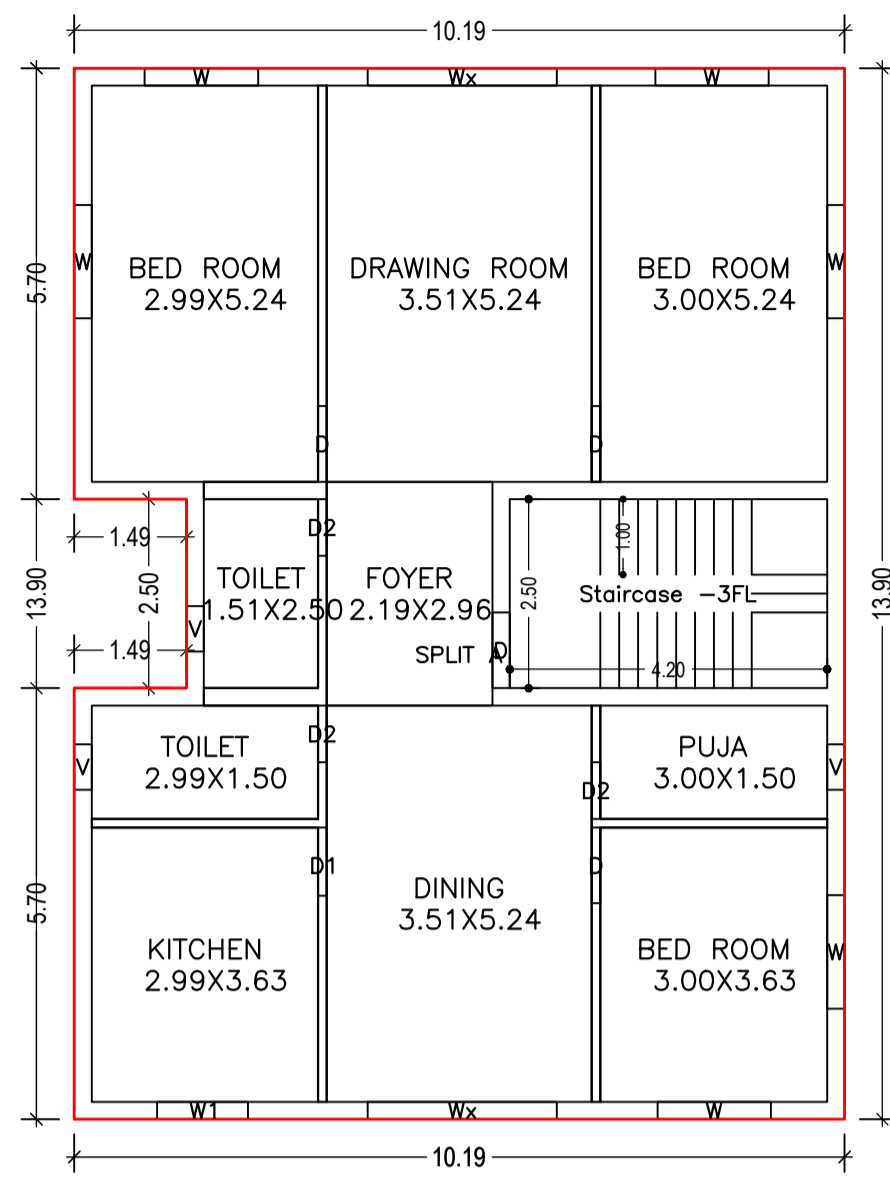 10.19
W Wx W
5.70
W
W
BED ROOM
2.99X5.24
DRAWING ROOM
3.51X5.24
BED ROOM
3.00X5.24
D
D
13.90
13.90
1.49
2.50
1.49
D2
TOILET
1.51X2.50
V
FOYER
2.19X2.96
SPLIT A
D
2.50
1.00
Staircase -3FL
4.20
V
TOILET
2.99X1.50
D2
D2
PUJA
3.00X1.50
V
5.70
D1
D
KITCHEN
2.99X3.63
DINING
3.51X5.24
BED ROOM
3.00X3.63
W
W1 Wx W
10.19